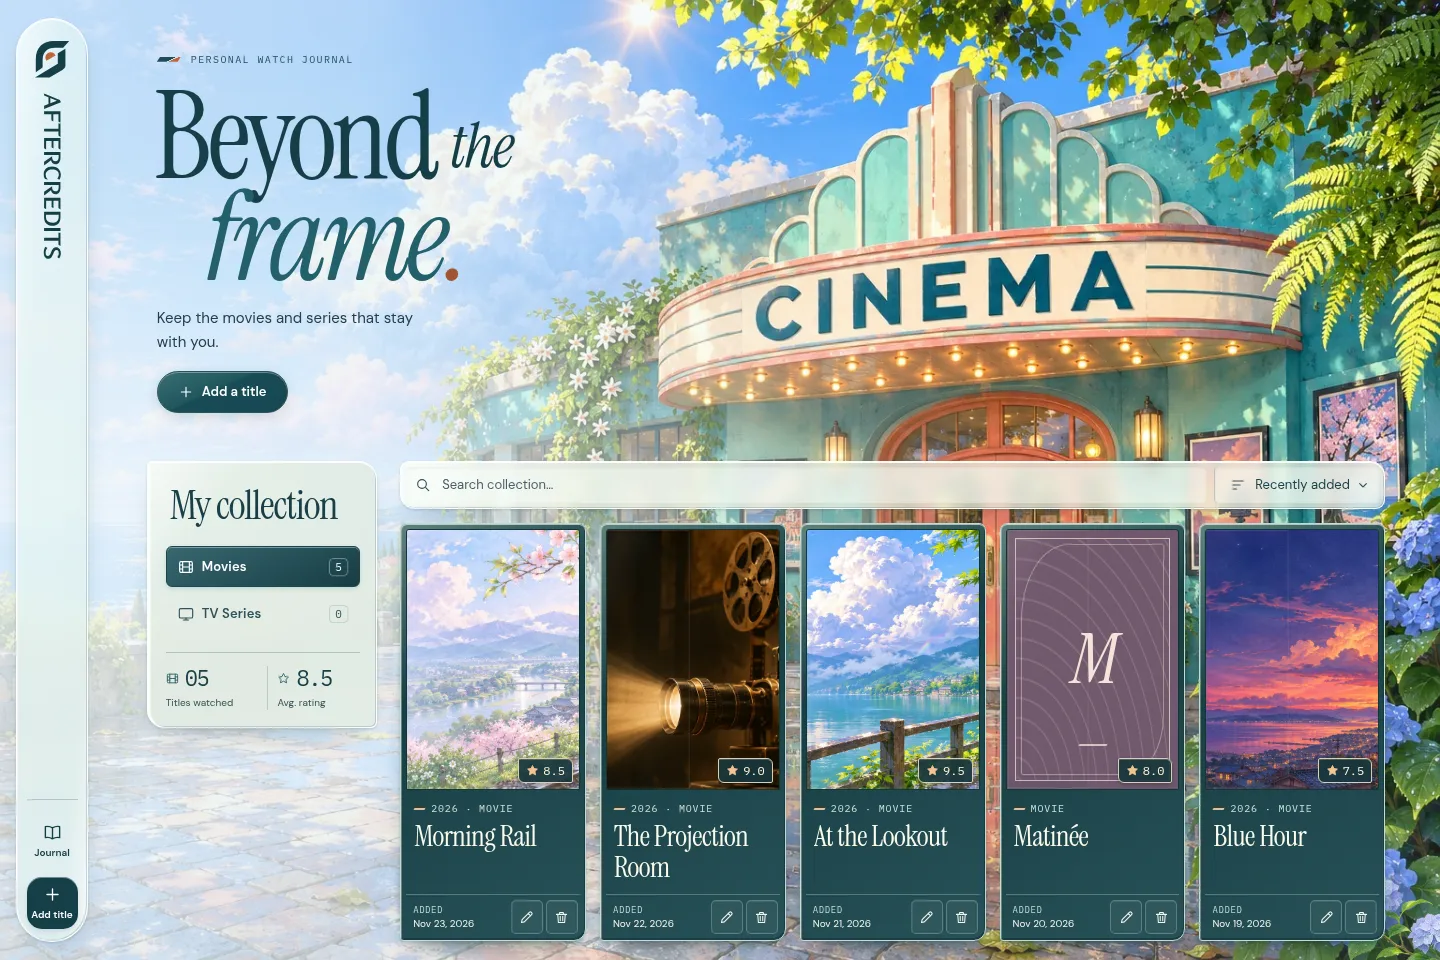 AFTERCREDITS
Journal
Add title
PERSONAL WATCH JOURNAL
Beyond the
frame.
Keep the movies and series that stay
with you.
Add a title
CINEMA
My collection
Movies 5
TV Series 0
05
Titles watched
8.5
Avg. rating
Search collection...
Recently added
8.5
2026 · MOVIE
Morning Rail
ADDED
Nov 23, 2026
9.0
2026 · MOVIE
The Projection
Room
ADDED
Nov 22, 2026
9.5
2026 · MOVIE
At the Lookout
ADDED
Nov 21, 2026
M
8.0
MOVIE
Matinée
ADDED
Nov 20, 2026
7.5
2026 · MOVIE
Blue Hour
ADDED
Nov 19, 2026